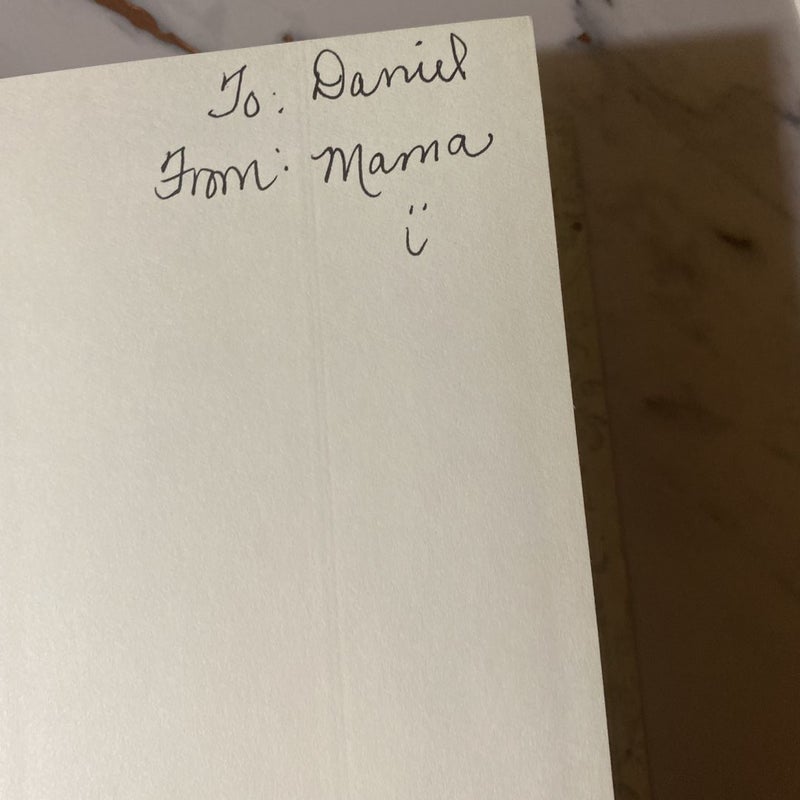 To: Daniel
From: Mama
:)